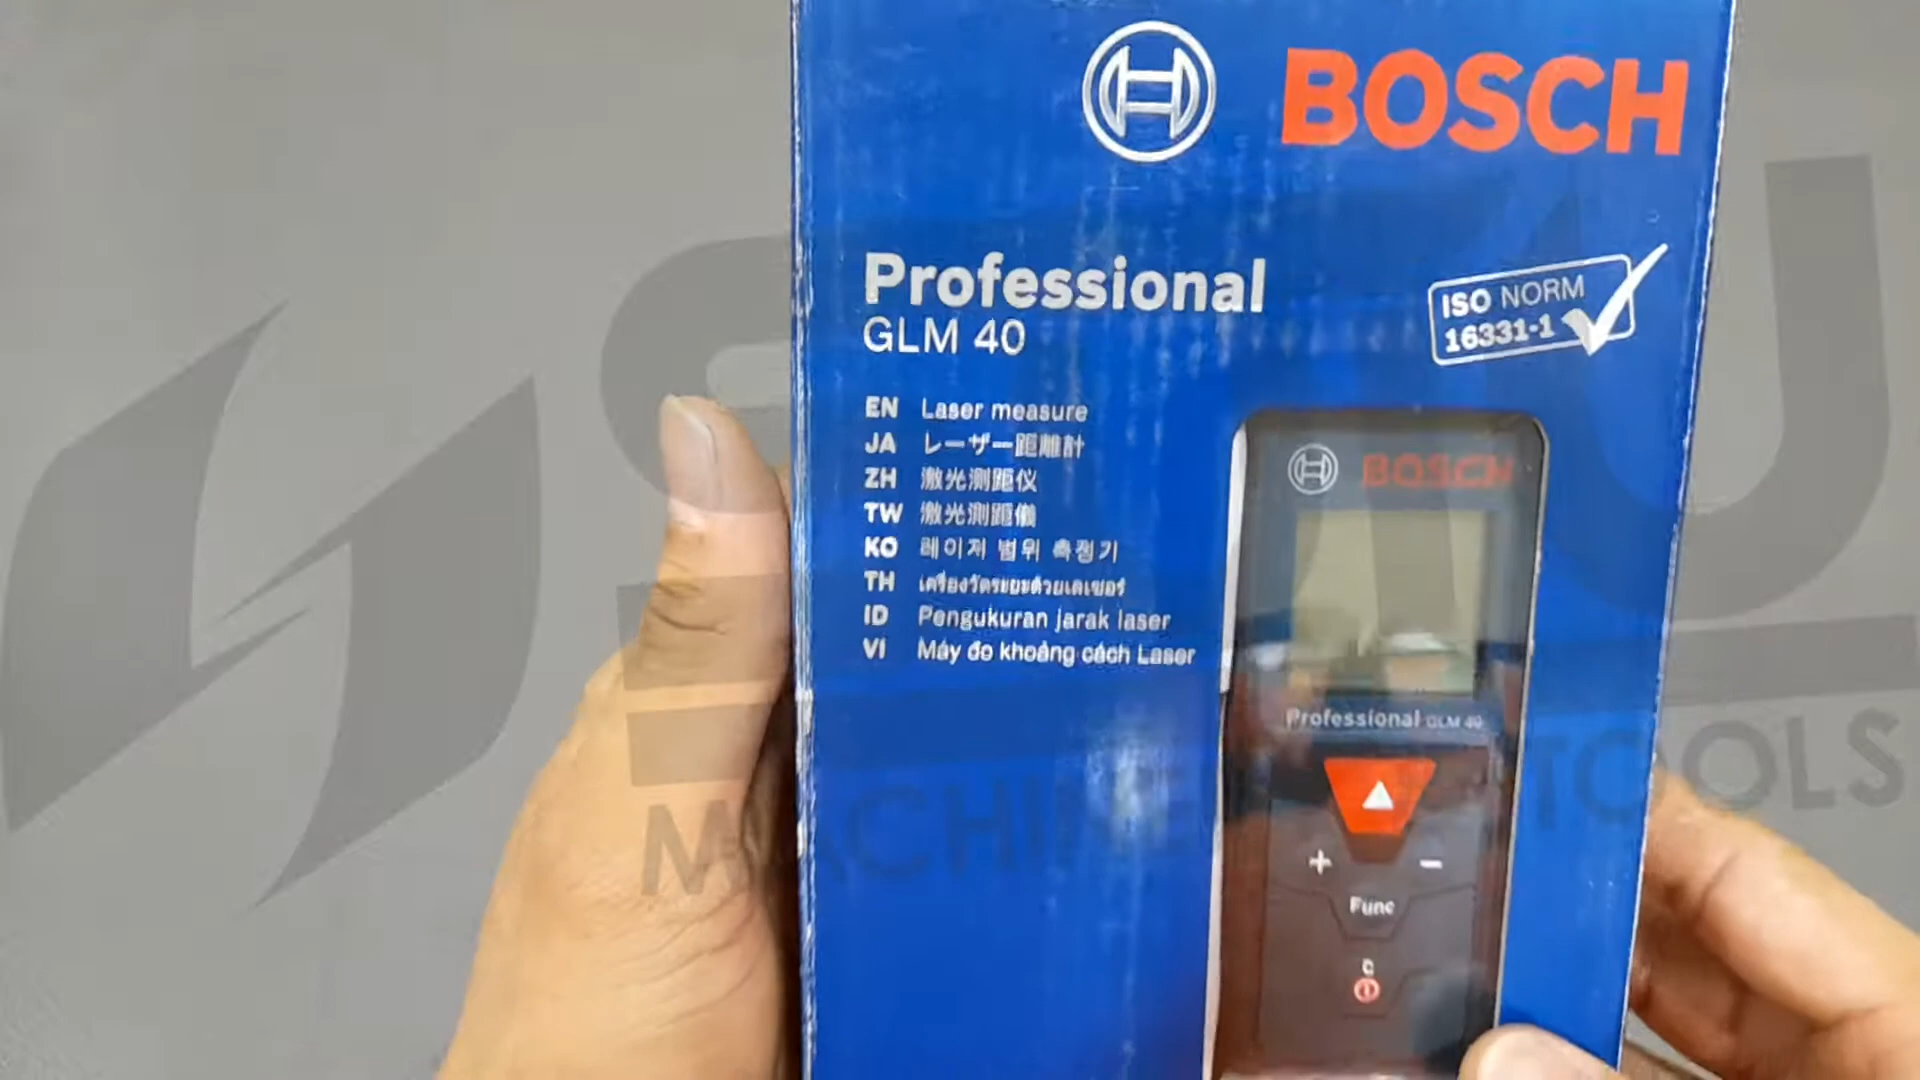 BOSCH
Professional
GLM 40
ISO NORM
16331-1
EN Laser measure
JA レーザー距離計
ZH 激光测距仪
TW 激光測距儀
KO 레이저 범위 측정기
TH เครื่องวัดระยะด้วยเลเซอร์
ID Pengukuran jarak laser
VI Máy đo khoảng cách Laser
BOSCH
Professional GLM 40
+ -
Func
C
TOOLS